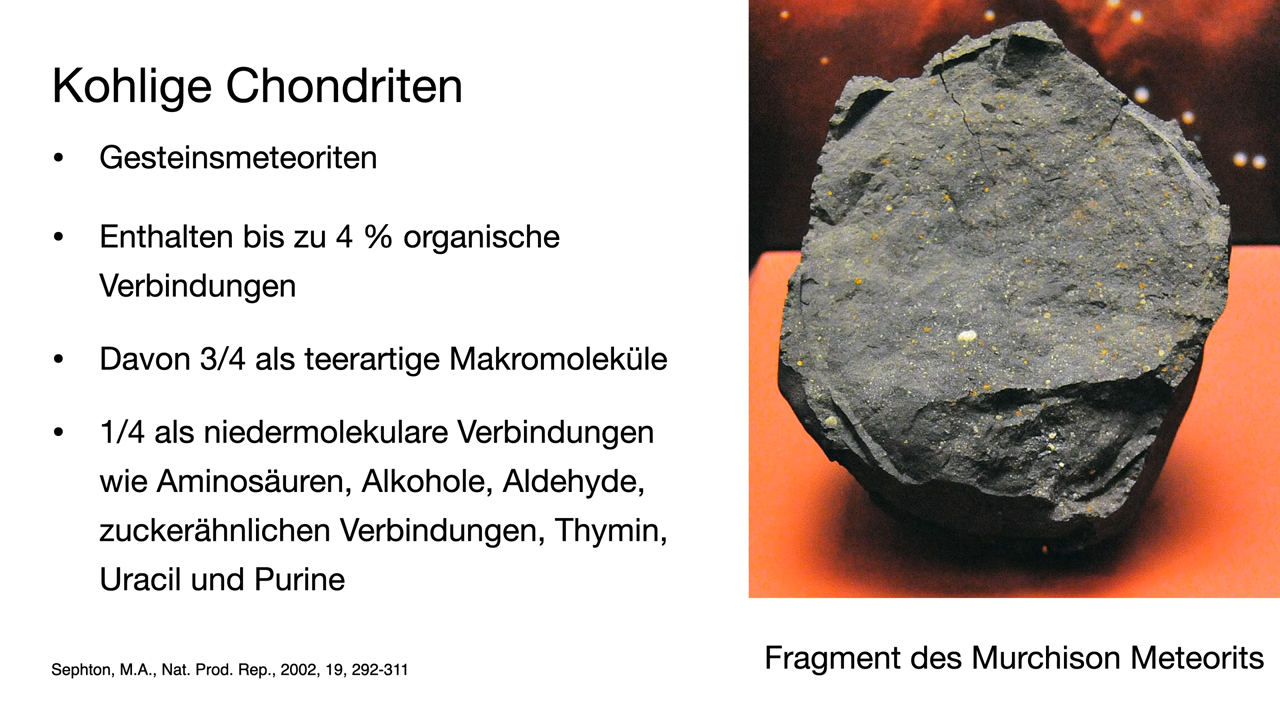 Kohlige Chondriten
• Gesteinsmeteoriten
• Enthalten bis zu 4 % organische
Verbindungen
• Davon 3/4 als teerartige Makromoleküle
• 1/4 als niedermolekulare Verbindungen
wie Aminosäuren, Alkohole, Aldehyde,
zuckerähnlichen Verbindungen, Thymin,
Uracil und Purine
Sephton, M.A., Nat. Prod. Rep., 2002, 19, 292-311
Fragment des Murchison Meteorits